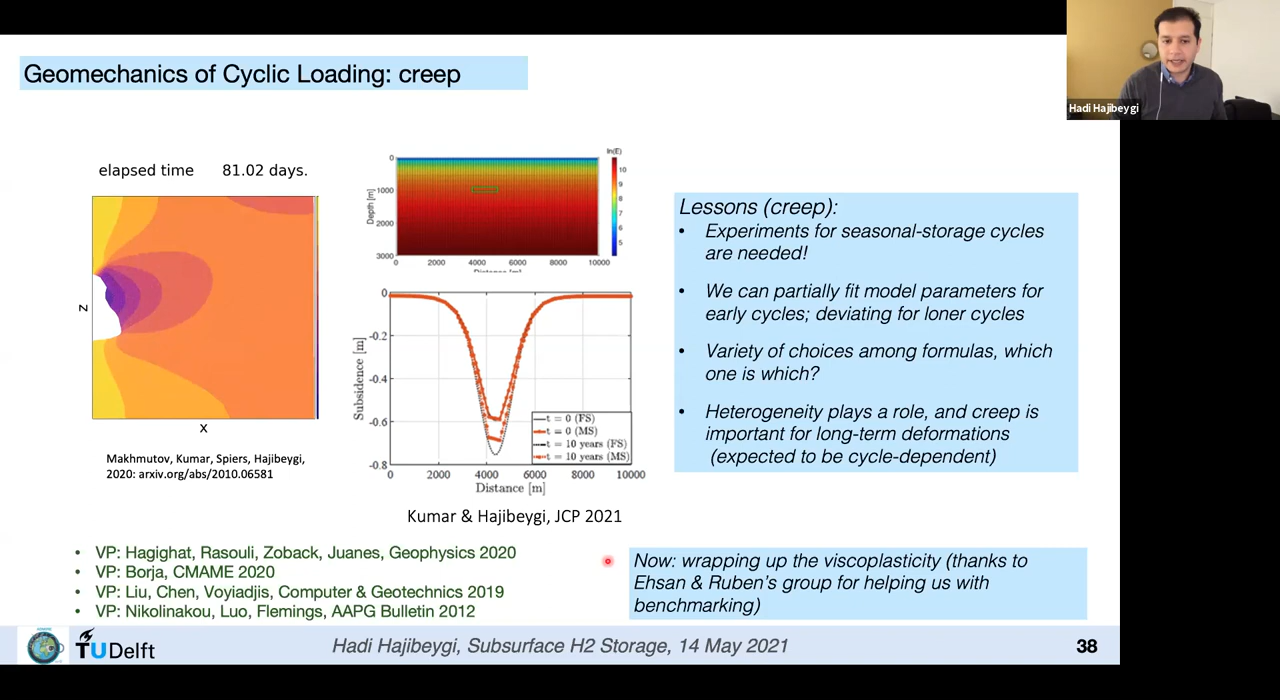 Geomechanics of Cyclic Loading: creep
Hadi Hajibeygi
elapsed time 81.02 days.
z
x
Makhmutov, Kumar, Spiers, Hajibeygi,
2020: arxiv.org/abs/2010.06581
ln(E)
10
9
8
7
6
5
Depth [m]
0
1000
2000
3000
0 2000 4000 6000 8000 10000
Distance [m]
Subsidence [m]
0
-0.2
-0.4
-0.6
-0.8
t = 0 (FS)
t = 0 (MS)
t = 10 years (FS)
t = 10 years (MS)
0 2000 4000 6000 8000 10000
Distance [m]
Kumar & Hajibeygi, JCP 2021
Lessons (creep):
• Experiments for seasonal-storage cycles
are needed!
• We can partially fit model parameters for
early cycles; deviating for loner cycles
• Variety of choices among formulas, which
one is which?
• Heterogeneity plays a role, and creep is
important for long-term deformations
(expected to be cycle-dependent)
• VP: Hagighat, Rasouli, Zoback, Juanes, Geophysics 2020
• VP: Borja, CMAME 2020
• VP: Liu, Chen, Voyiadjis, Computer & Geotechnics 2019
• VP: Nikolinakou, Luo, Flemings, AAPG Bulletin 2012
Now: wrapping up the viscoplasticity (thanks to
Ehsan & Ruben's group for helping us with
benchmarking)
TUDelft
Hadi Hajibeygi, Subsurface H2 Storage, 14 May 2021
38